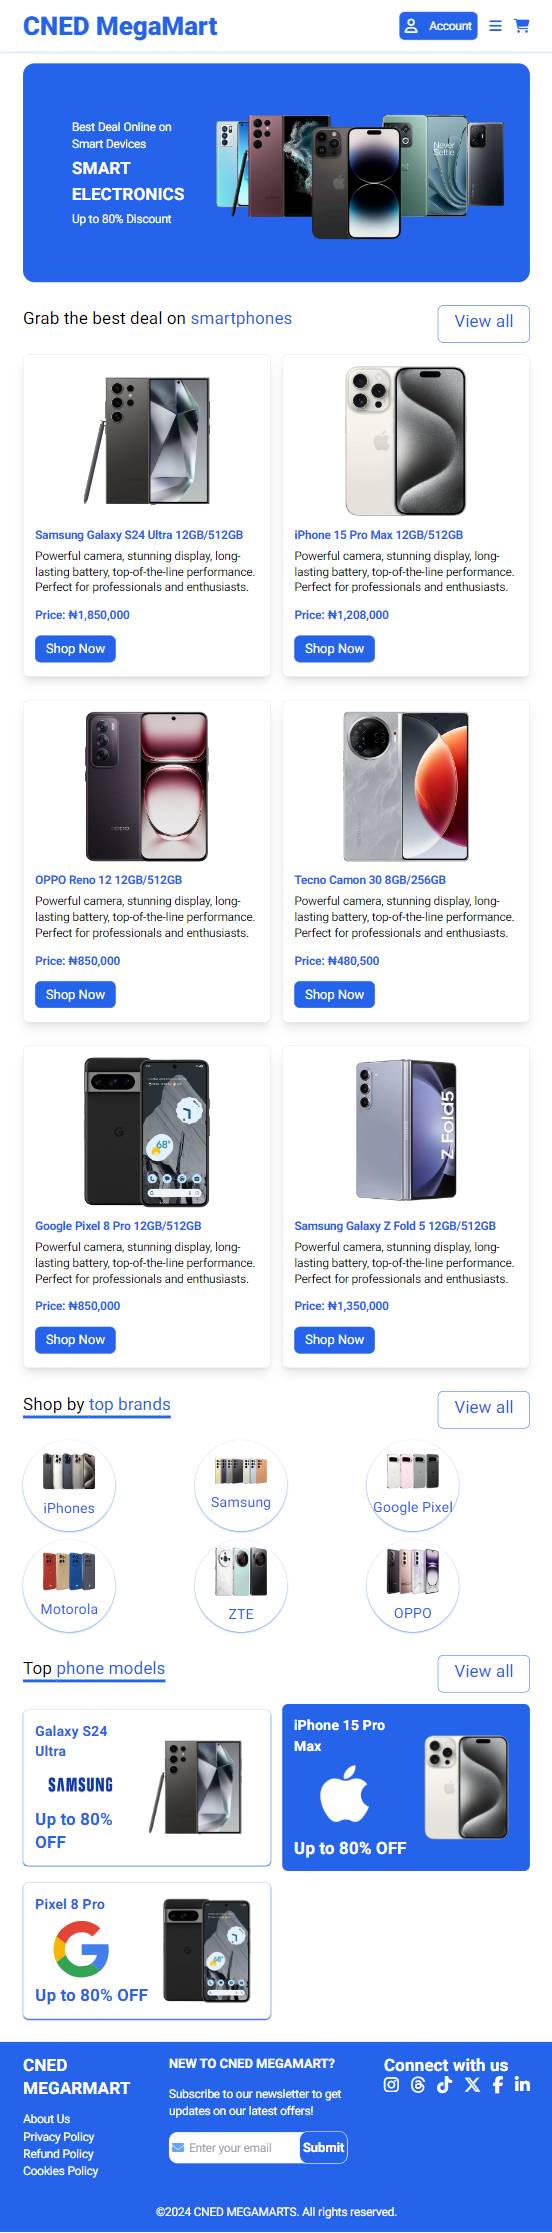 CNED MegaMart
Account
Best Deal Online on
Smart Devices
SMART
ELECTRONICS
Up to 80% Discount
Never
Settle
Grab the best deal on smartphones
View all
Samsung Galaxy S24 Ultra 12GB/512GB
Powerful camera, stunning display, long-
lasting battery, top-of-the-line performance.
Perfect for professionals and enthusiasts.
Price: ₦1,850,000
Shop Now
iPhone 15 Pro Max 12GB/512GB
Powerful camera, stunning display, long-
lasting battery, top-of-the-line performance.
Perfect for professionals and enthusiasts.
Price: ₦1,208,000
Shop Now
oppo
OPPO Reno 12 12GB/512GB
Powerful camera, stunning display, long-
lasting battery, top-of-the-line performance.
Perfect for professionals and enthusiasts.
Price: ₦850,000
Shop Now
Tecno Camon 30 8GB/256GB
Powerful camera, stunning display, long-
lasting battery, top-of-the-line performance.
Perfect for professionals and enthusiasts.
Price: ₦480,500
Shop Now
68°
Google Pixel 8 Pro 12GB/512GB
Powerful camera, stunning display, long-
lasting battery, top-of-the-line performance.
Perfect for professionals and enthusiasts.
Price: ₦850,000
Shop Now
Z Fold5
Samsung Galaxy Z Fold 5 12GB/512GB
Powerful camera, stunning display, long-
lasting battery, top-of-the-line performance.
Perfect for professionals and enthusiasts.
Price: ₦1,350,000
Shop Now
Shop by top brands
View all
iPhones
Samsung
Google Pixel
Motorola
ZTE
OPPO
Top phone models
View all
Galaxy S24
Ultra
SAMSUNG
Up to 80%
OFF
iPhone 15 Pro
Max
Up to 80% OFF
Pixel 8 Pro
G
Up to 80% OFF
68°
CNED
MEGARMART
About Us
Privacy Policy
Refund Policy
Cookies Policy
NEW TO CNED MEGAMART?
Subscribe to our newsletter to get
updates on our latest offers!
Enter your email
Submit
Connect with us
©2024 CNED MEGAMARTS. All rights reserved.